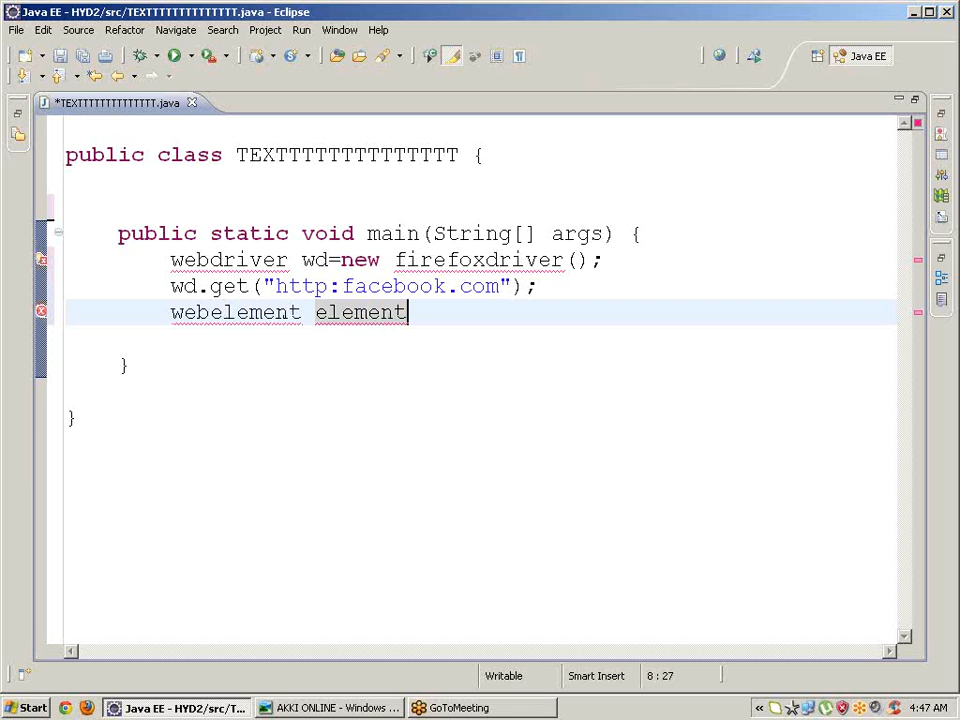 Java EE - HYD2/src/TEXTTTTTTTTTTTTTT.java - Eclipse
File Edit Source Refactor Navigate Search Project Run Window Help
Java EE
*TEXTTTTTTTTTTTTTT.java
public class TEXTTTTTTTTTTTTTT {
public static void main(String[] args) {
webdriver wd=new firefoxdriver();
wd.get("http:facebook.com");
webelement element
}
}
Writable Smart Insert 8 : 27
Start Java EE - HYD2/src/T... AKKI ONLINE - Windows ... GoToMeeting « 4:47 AM